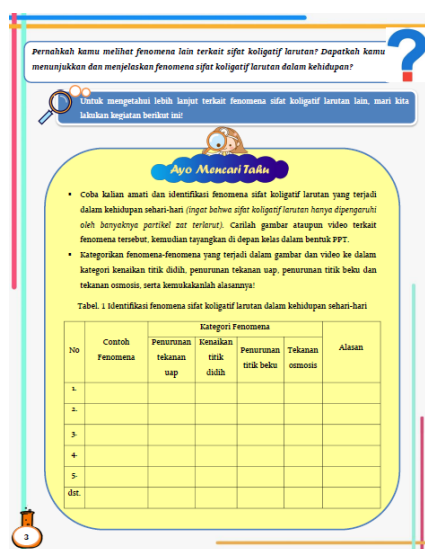 Pernahkah kamu melihat fenomena lain terkait sifat koligatif larutan? Dapatkah kamu
menunjukkan dan menjelaskan fenomena sifat koligatif larutan dalam kehidupan?
Untuk mengetahui lebih lanjut terkait fenomena sifat koligatif larutan lain, mari kita
lakukan kegiatan berikut ini!
Ayo Mencari Tahu
• Coba kalian amati dan identifikasi fenomena sifat koligatif larutan yang terjadi
dalam kehidupan sehari-hari (ingat bahwa sifat koligatif larutan hanya dipengaruhi
oleh banyaknya partikel zat terlarut). Carilah gambar ataupun video terkait
fenomena tersebut, kemudian tayangkan di depan kelas dalam bentuk PPT.
• Kategorikan fenomena-fenomena yang terjadi dalam gambar dan video ke dalam
kategori kenaikan titik didih, penurunan tekanan uap, penurunan titik beku dan
tekanan osmosis, serta kemukakanlah alasannya!
Tabel. 1 Identifikasi fenomena sifat koligatif larutan dalam kehidupan sehari-hari
No
Contoh
Fenomena
Kategori Fenomena
Penurunan
tekanan
uap
Kenaikan
titik
didih
Penurunan
titik beku
Tekanan
osmosis
Alasan
1.
2.
3.
4.
5.
dst.
3